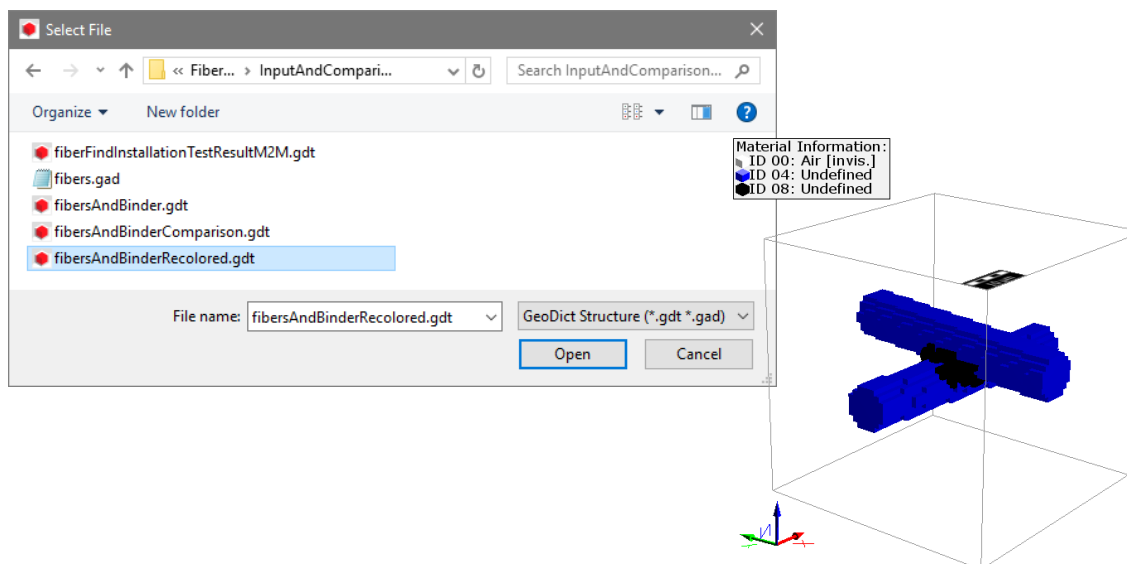 Select File
« Fiber... > InputAndCompari...
Search InputAndComparison...
Organize
New folder
?
fiberFindInstallationTestResultM2M.gdt
fibers.gad
fibersAndBinder.gdt
fibersAndBinderComparison.gdt
fibersAndBinderRecolored.gdt
File name: fibersAndBinderRecolored.gdt
GeoDict Structure (*.gdt *.gad)
Open
Cancel
Material Information:
ID 00: Air [invis.]
ID 04: Undefined
ID 08: Undefined